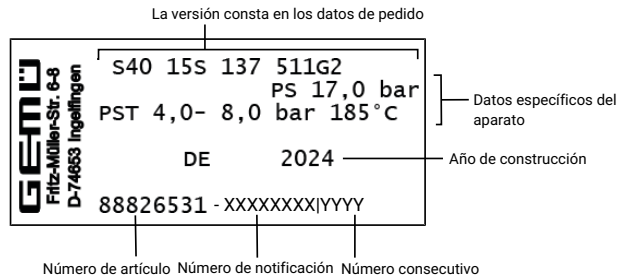 La versión consta en los datos de pedido
GEMÜ
Fritz-Müller-Str. 6-8
D-74653 Ingelfingen
S40 15S 137 511G2
PS 17,0 bar
PST 4,0- 8,0 bar 185°C
Datos específicos del
aparato
DE 2024
Año de construcción
88826531 - XXXXXXXX|YYYY
Número de artículo Número de notificación Número consecutivo